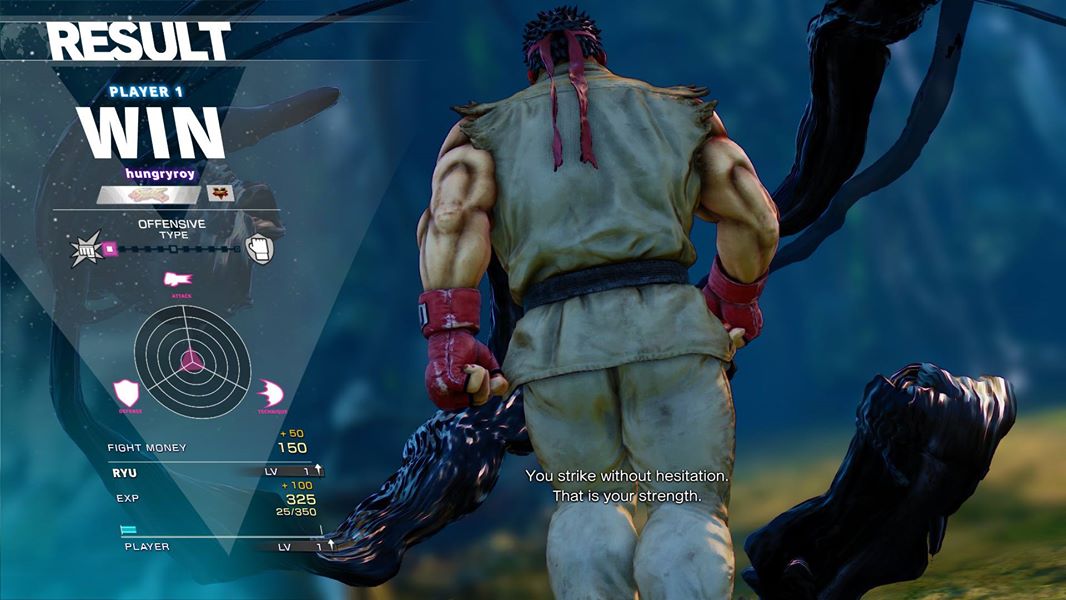 RESULT
PLAYER 1
WIN
hungryroy
OFFENSIVE
TYPE
ATTACK
DEFENSE
TECHNIQUE
+50
FIGHT MONEY 150
RYU LV 1
+100
EXP 325
25/350
PLAYER LV 1
You strike without hesitation.
That is your strength.